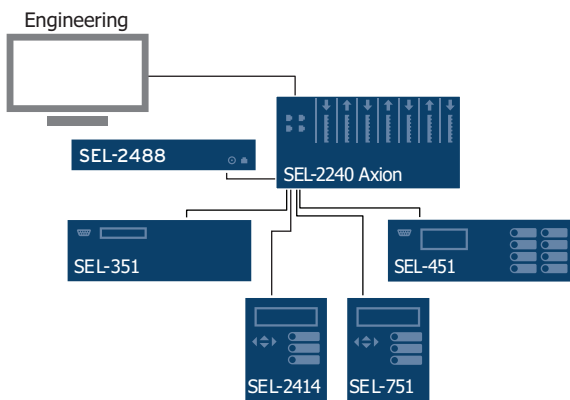 Engineering
SEL-2488
SEL-2240 Axion
SEL-351
SEL-451
SEL-2414
SEL-751